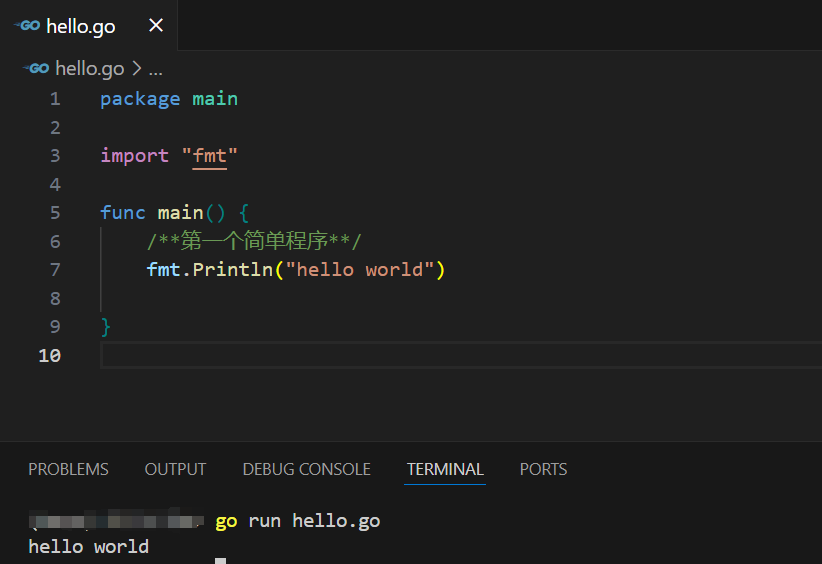 GO hello.go ×
GO hello.go > ...
1 package main
2
3 import "fmt"
4
5 func main() {
6 /**第一个简单程序**/
7 fmt.Println("hello world")
8
9 }
10
PROBLEMS OUTPUT DEBUG CONSOLE TERMINAL PORTS
go run hello.go
hello world